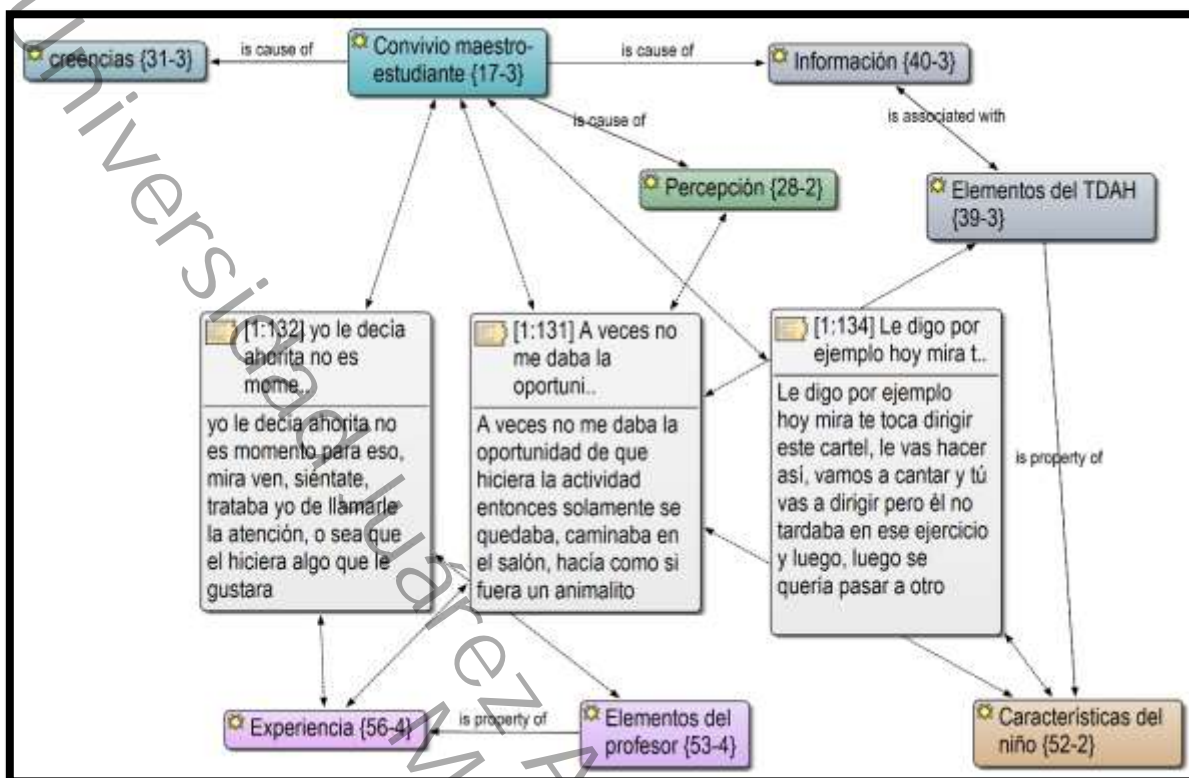 creencias {31-3}
is cause of
Convivio maestro-
estudiante {17-3}
is cause of
Información {40-3}
is cause of
is associated with
Percepción {28-2}
Elementos del TDAH
{39-3}
[1:132] yo le decía
ahorita no es
mome..
yo le decía ahorita no
es momento para eso,
mira ven, siéntate,
trataba yo de llamarle
la atención, o sea que
el hiciera algo que le
gustara
[1:131] A veces no
me daba la
oportuni..
A veces no me daba la
oportunidad de que
hiciera la actividad
entonces solamente se
quedaba, caminaba en
el salón, hacía como si
fuera un animalito
[1:134] Le digo por
ejemplo hoy mira t..
Le digo por ejemplo
hoy mira te toca dirigir
este cartel, le vas hacer
así, vamos a cantar y tú
vas a dirigir pero él no
tardaba en ese ejercicio
y luego, luego se
quería pasar a otro
is property of
Experiencia {56-4}
is property of
Elementos del
profesor {53-4}
Características del
niño {52-2}
Universidad Juárez A
M